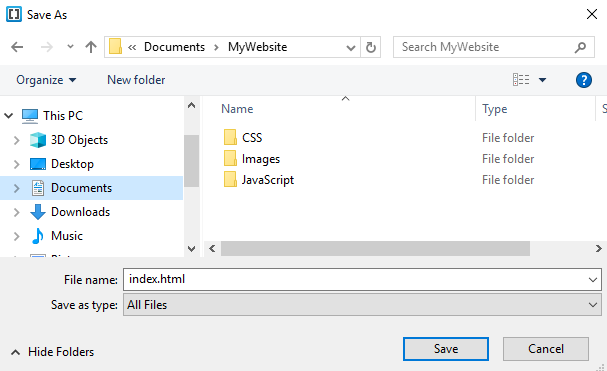 Save As
« Documents > MyWebsite
Search MyWebsite
Organize New folder
Name Type S
This PC
3D Objects
Desktop
Documents
Downloads
Music
CSS File folder
Images File folder
JavaScript File folder
File name: index.html
Save as type: All Files
Hide Folders Save Cancel